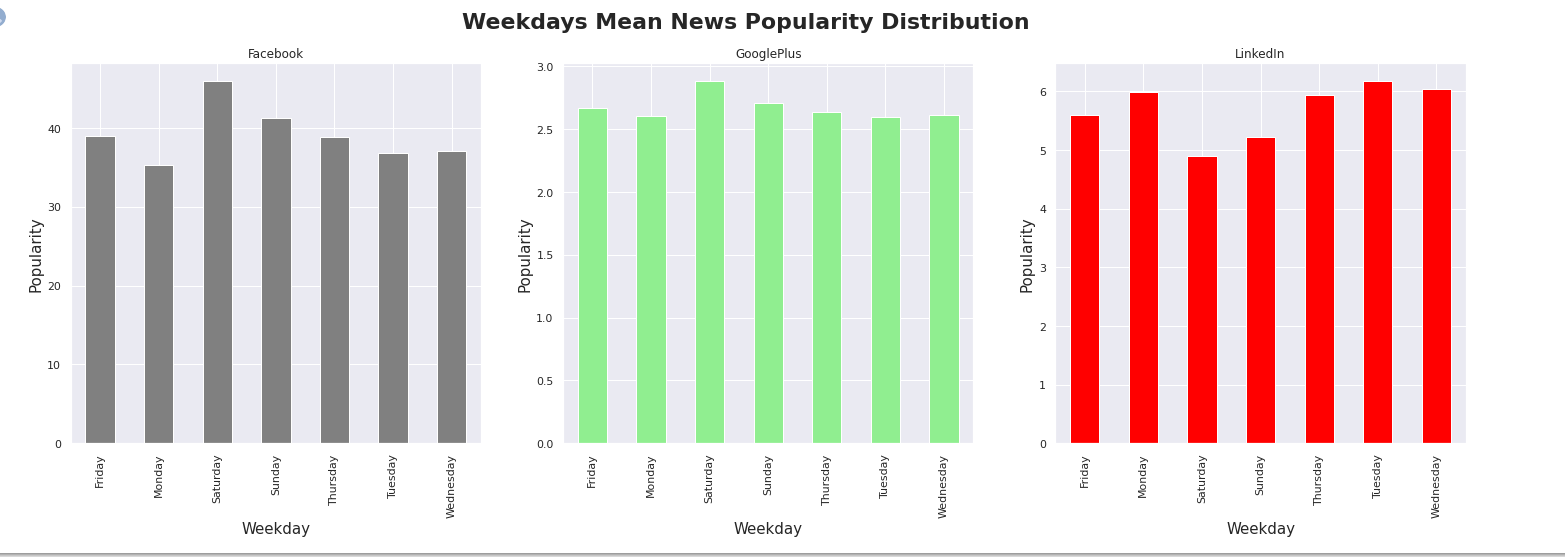 Weekdays Mean News Popularity Distribution
Facebook
40
30
20
10
0
Popularity
Friday
Monday
Saturday
Sunday
Thursday
Tuesday
Wednesday
Weekday
GooglePlus
3.0
2.5
2.0
1.5
1.0
0.5
0.0
Popularity
Friday
Monday
Saturday
Sunday
Thursday
Tuesday
Wednesday
Weekday
LinkedIn
6
5
4
3
2
1
0
Popularity
Friday
Monday
Saturday
Sunday
Thursday
Tuesday
Wednesday
Weekday